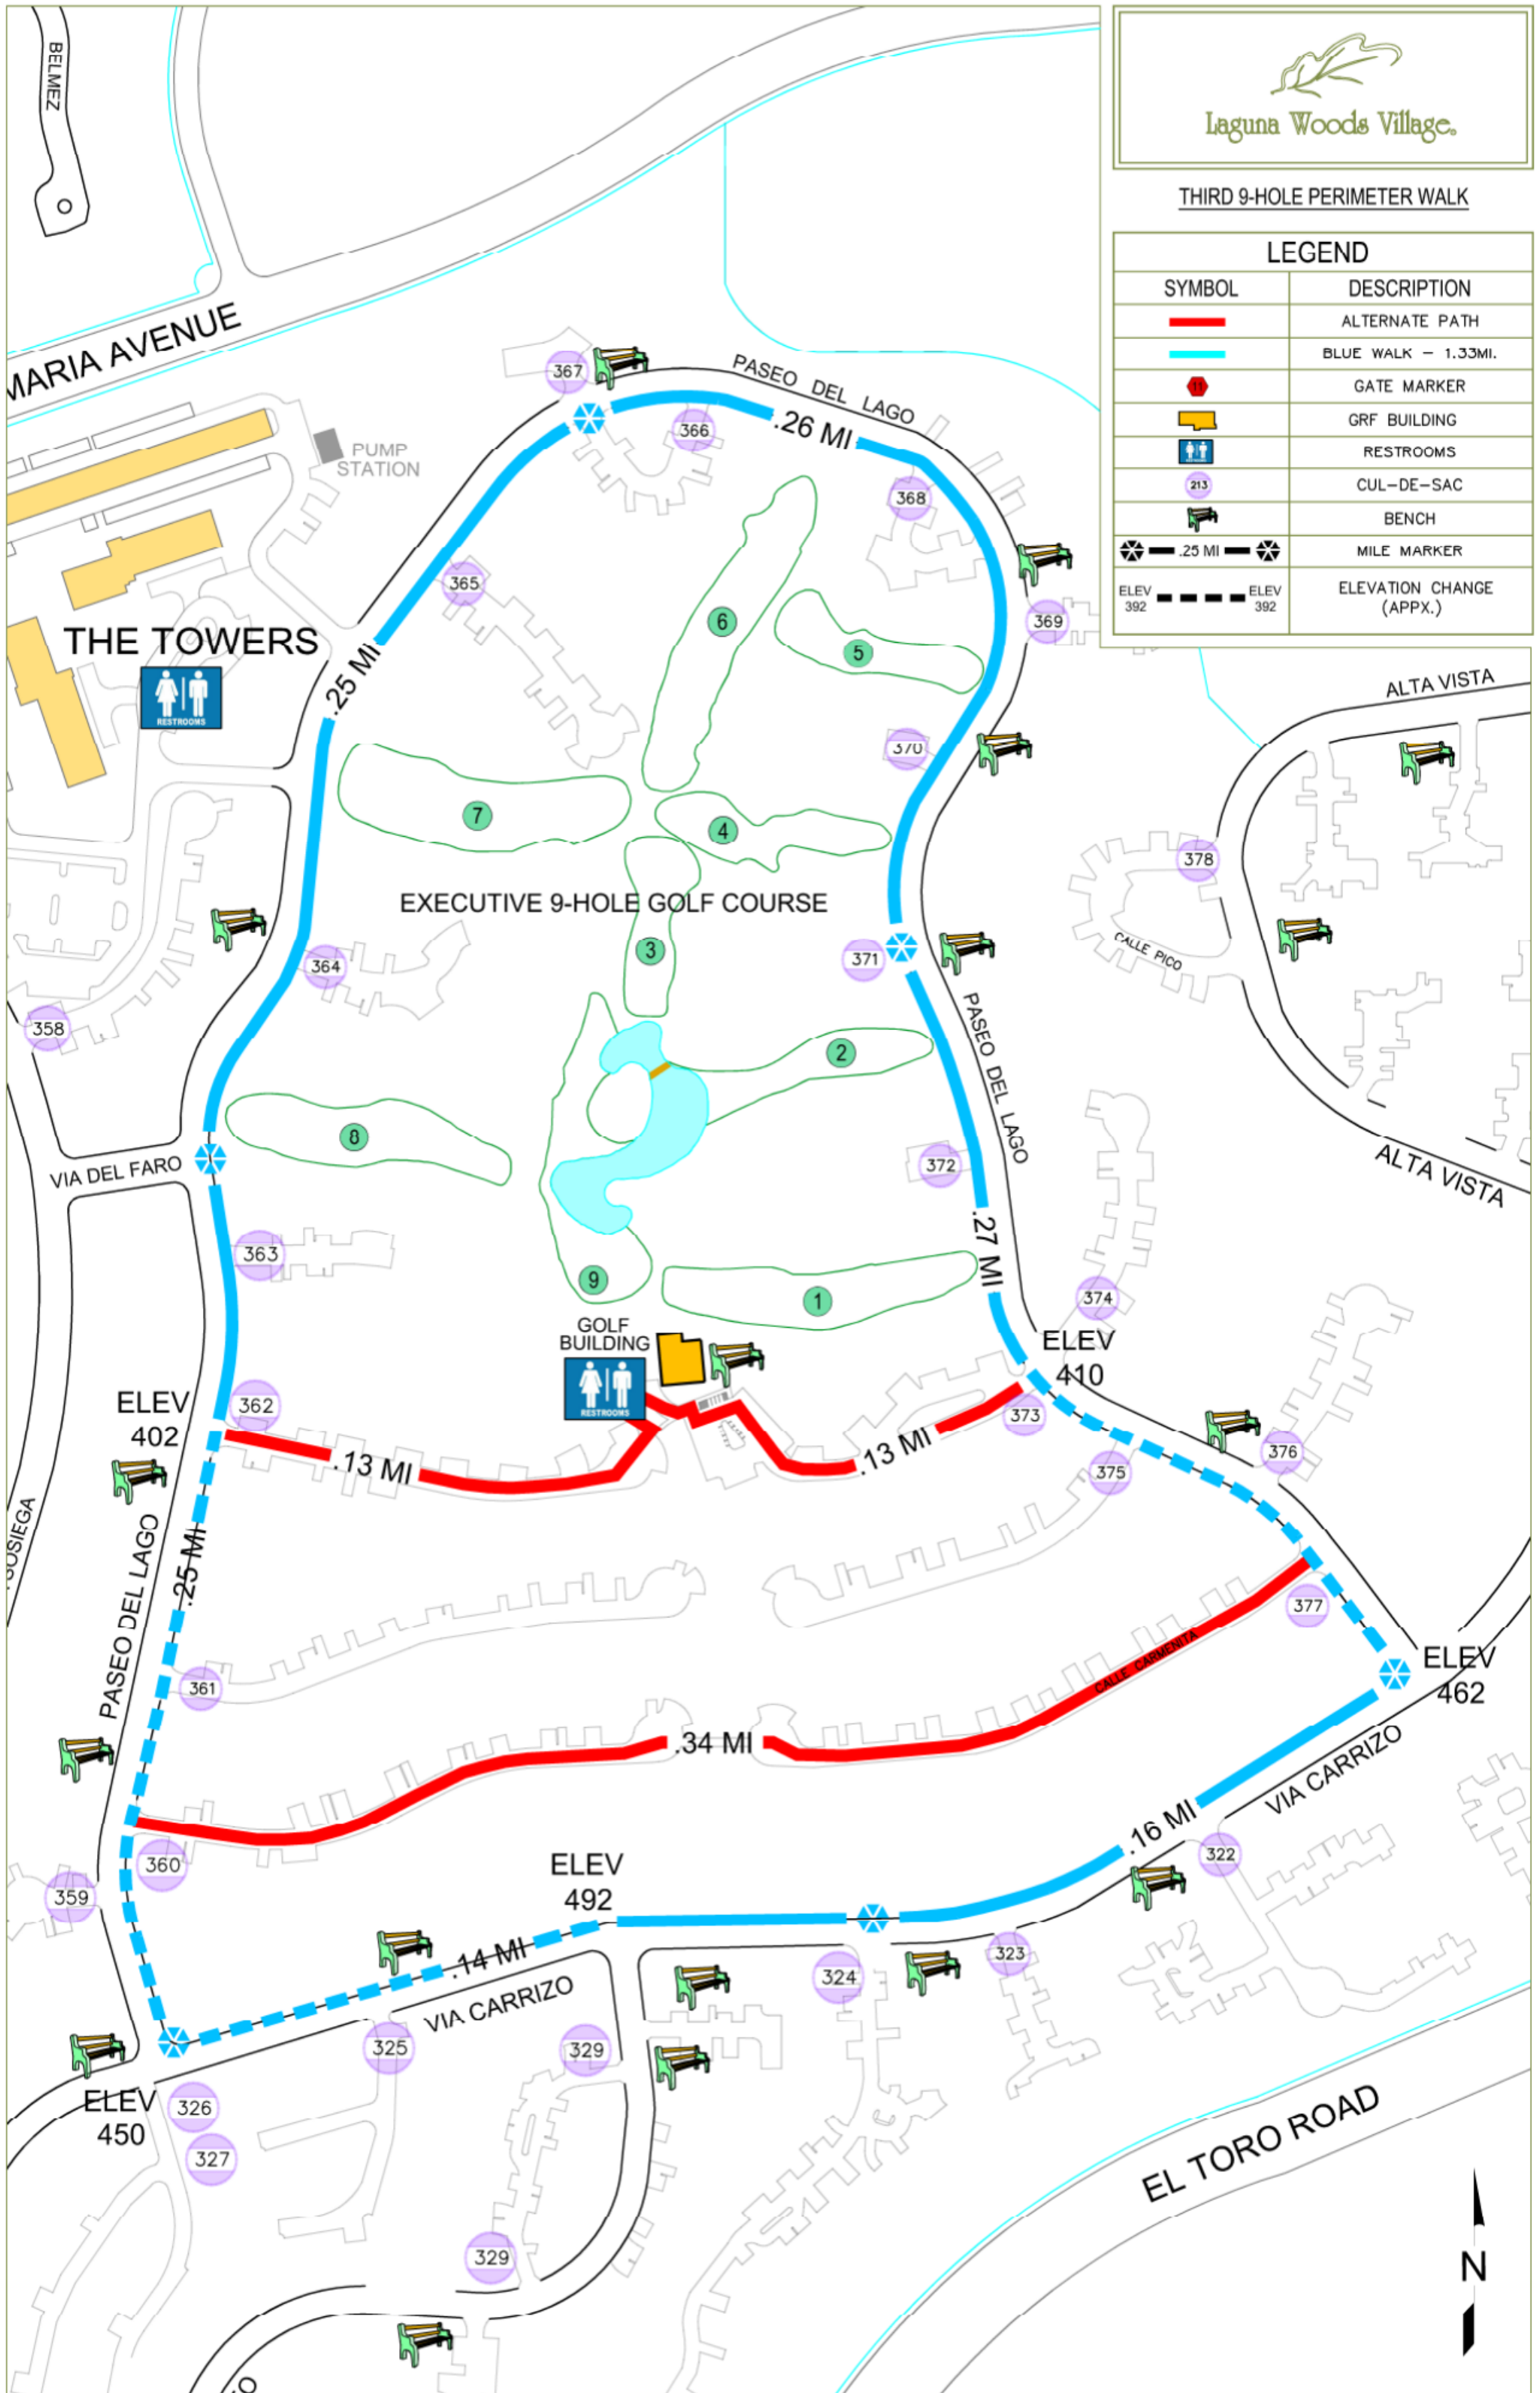 BELMEZ
Laguna Woods Village®
THIRD 9-HOLE PERIMETER WALK
LEGEND
SYMBOL DESCRIPTION
ALTERNATE PATH
BLUE WALK - 1.33MI.
11 GATE MARKER
GRF BUILDING
RESTROOMS RESTROOMS
213 CUL-DE-SAC
BENCH
.25 MI MILE MARKER
ELEV
392
ELEV
392
ELEVATION CHANGE
(APPX.)
MARIA AVENUE
367
PASEO DEL LAGO
366
.26 MI
PUMP
STATION
368
365
THE TOWERS
RESTROOMS
6
5
369
.25 MI
ALTA VISTA
370
7
4
378
EXECUTIVE 9-HOLE GOLF COURSE
3
371
364
CALLE PICO
358
PASEO DEL LAGO
2
8
VIA DEL FARO
372
ALTA VISTA
363
.27 MI
9
1
374
GOLF
BUILDING
RESTROOMS
ELEV
410
ELEV
402
362
373
.13 MI
.13 MI
376
375
SOSIEGA
.25 MI
PASEO DEL LAGO
377
361
CALLE CARMENITA
ELEV
462
.34 MI
VIA CARRIZO
.16 MI
360
359
322
ELEV
492
.14 MI
323
324
VIA CARRIZO
325
329
ELEV
450
326
327
EL TORO ROAD
329
N